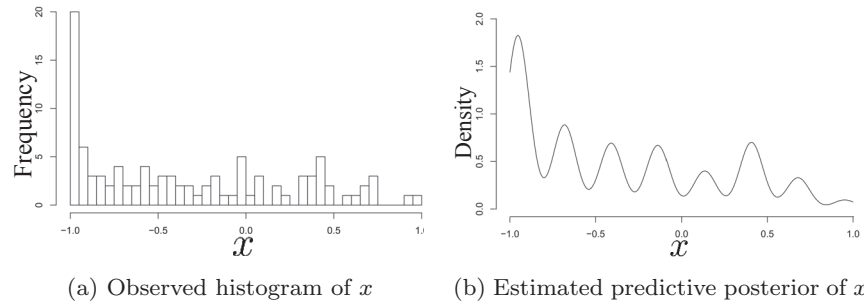 Frequency
20
15
10
5
0
−1.0 −0.5 0.0 0.5 1.0
x
(a) Observed histogram of x
Density
2.0
1.5
1.0
0.5
0.0
−1.0 −0.5 0.0 0.5 1.0
x
(b) Estimated predictive posterior of x